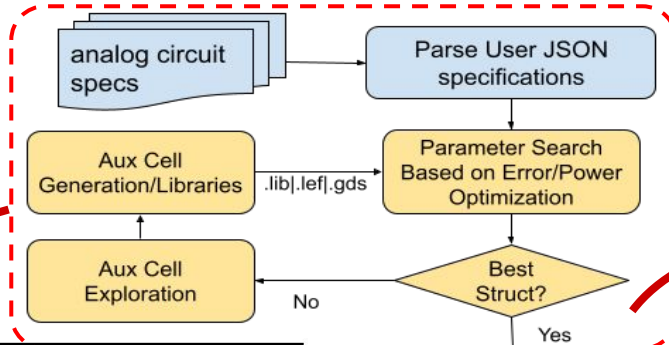 analog circuit
specs
Parse User JSON
specifications
Aux Cell
Generation/Libraries
.lib|.lef|.gds
Parameter Search
Based on Error/Power
Optimization
Aux Cell
Exploration
No
Best
Struct?
Yes